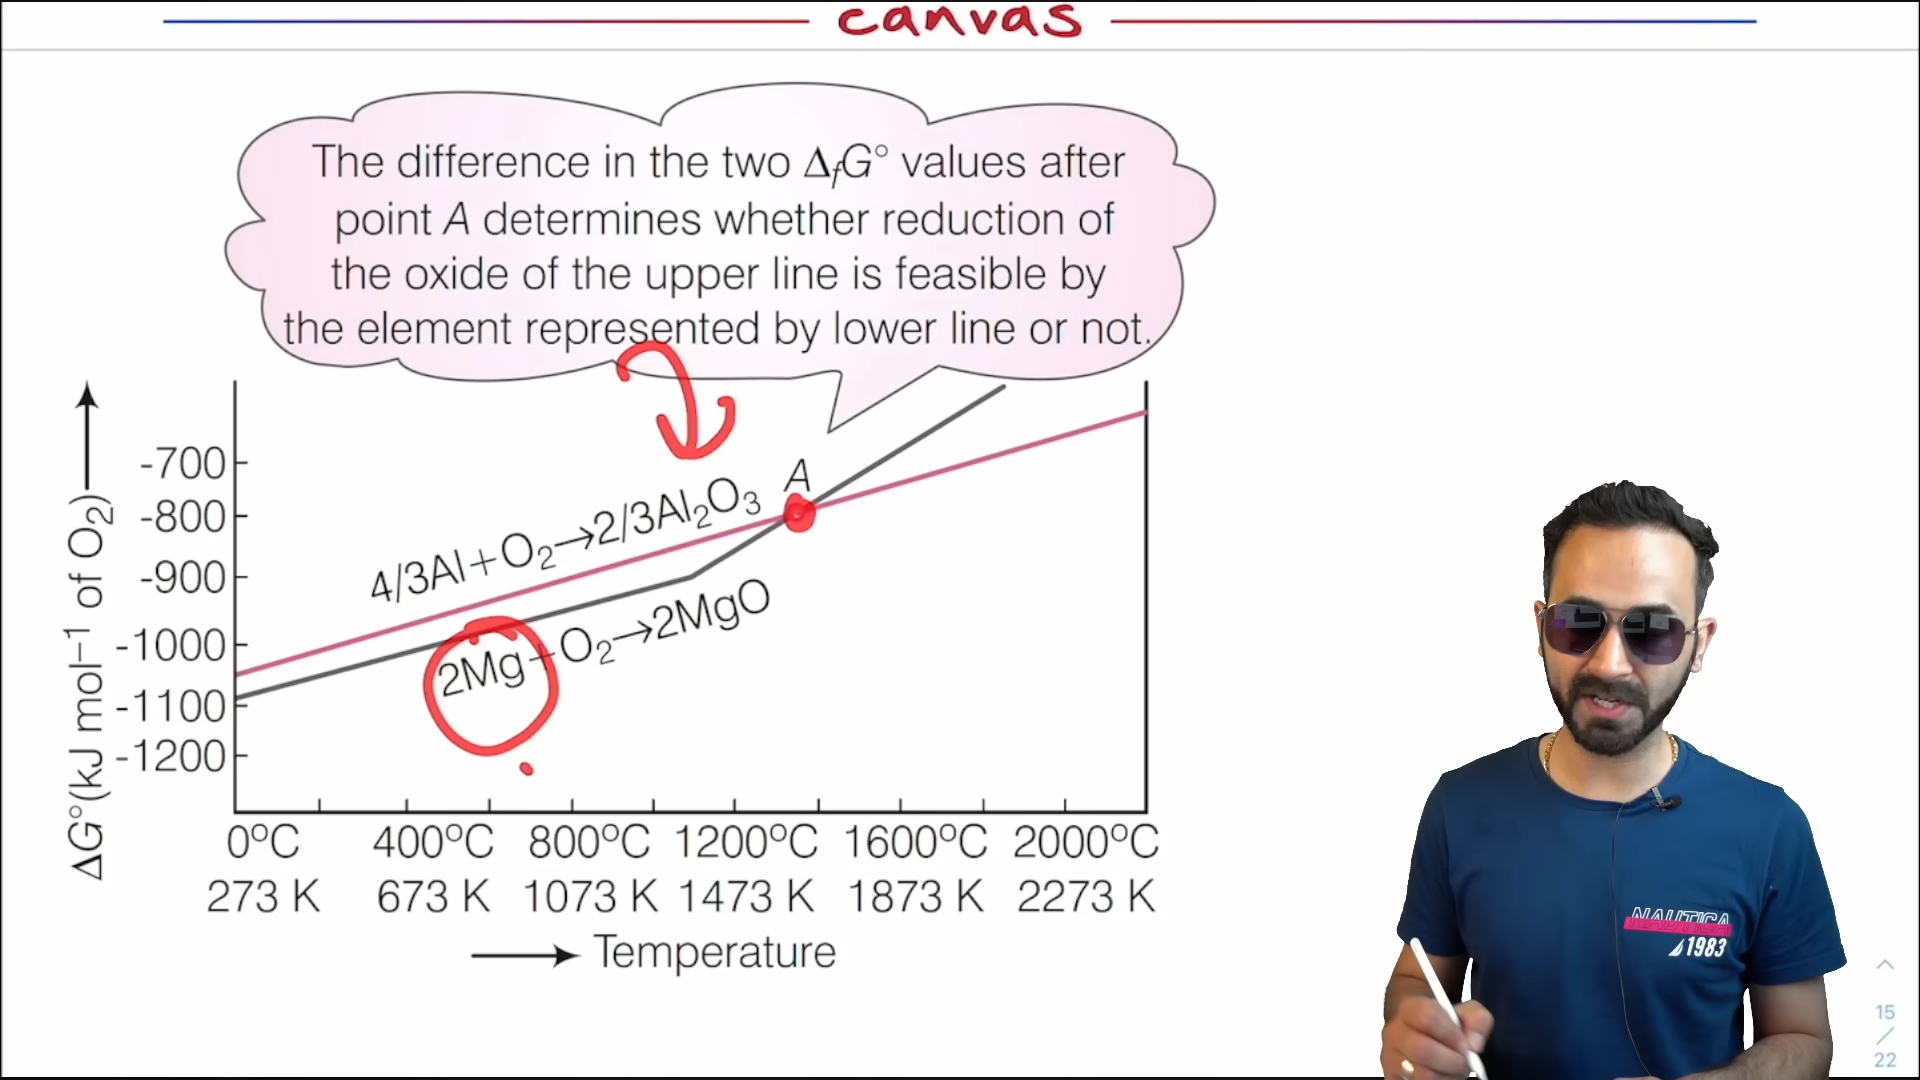 canvas
The difference in the two Δ_fG° values after
point A determines whether reduction of
the oxide of the upper line is feasible by
the element represented by lower line or not.
ΔG°(kJ mol⁻¹ of O₂)
-700
-800
-900
-1000
-1100
-1200
A
4/3Al+O₂→2/3Al₂O₃
2Mg+O₂→2MgO
0°C 400°C 800°C 1200°C 1600°C 2000°C
273 K 673 K 1073 K 1473 K 1873 K 2273 K
Temperature
NAUTICA
1983
15
/
22